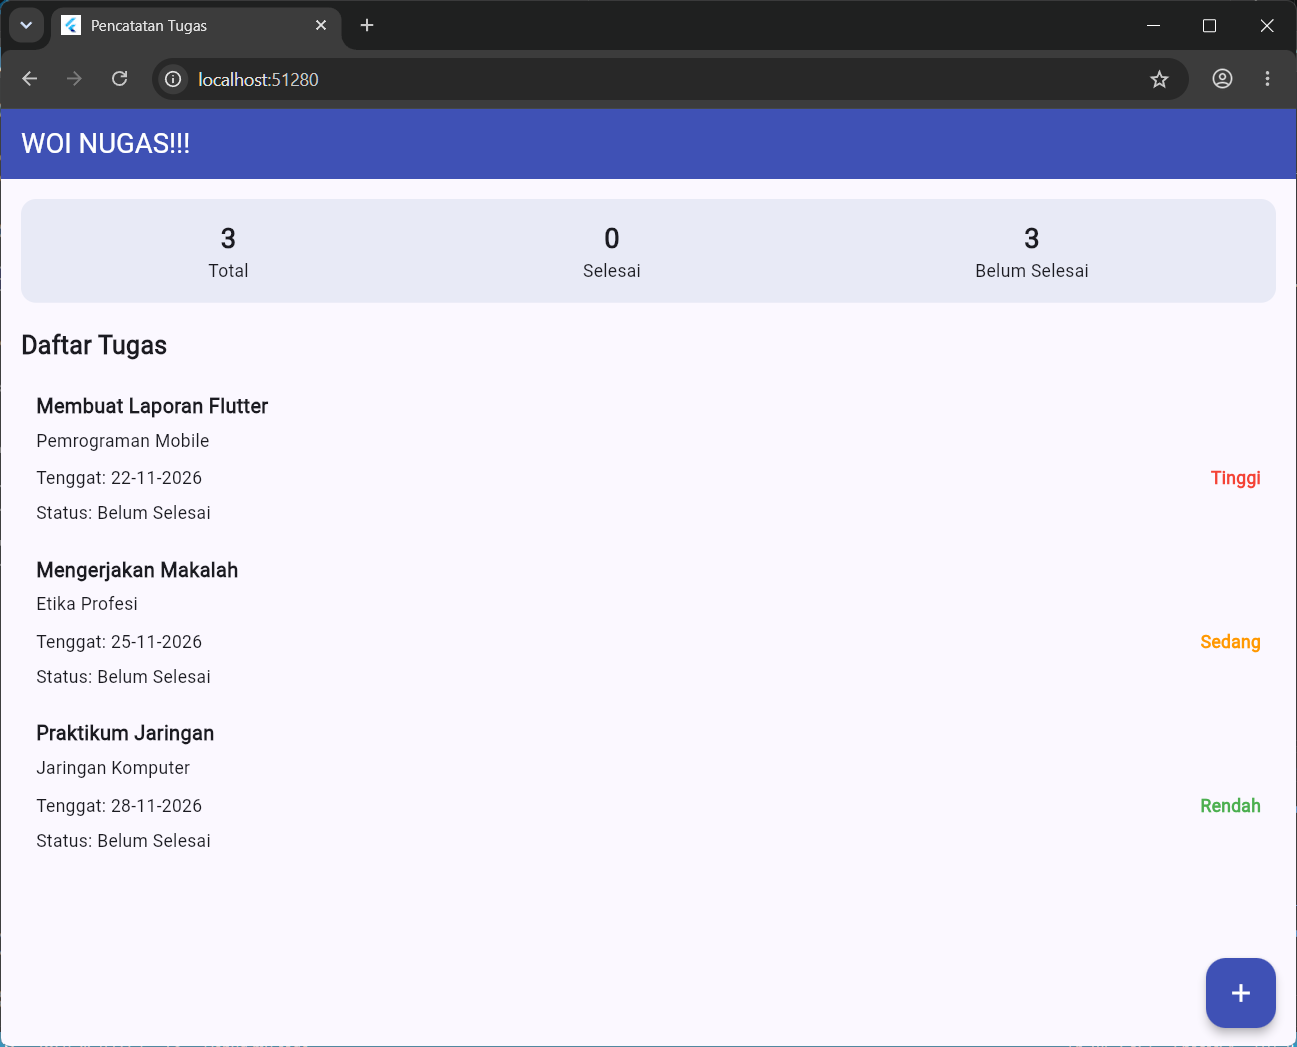 Pencatatan Tugas
localhost:51280
WOI NUGAS!!!
3 0 3
Total Selesai Belum Selesai
Daftar Tugas
Membuat Laporan Flutter
Pemrograman Mobile
Tenggat: 22-11-2026 Tinggi
Status: Belum Selesai
Mengerjakan Makalah
Etika Profesi
Tenggat: 25-11-2026 Sedang
Status: Belum Selesai
Praktikum Jaringan
Jaringan Komputer
Tenggat: 28-11-2026 Rendah
Status: Belum Selesai